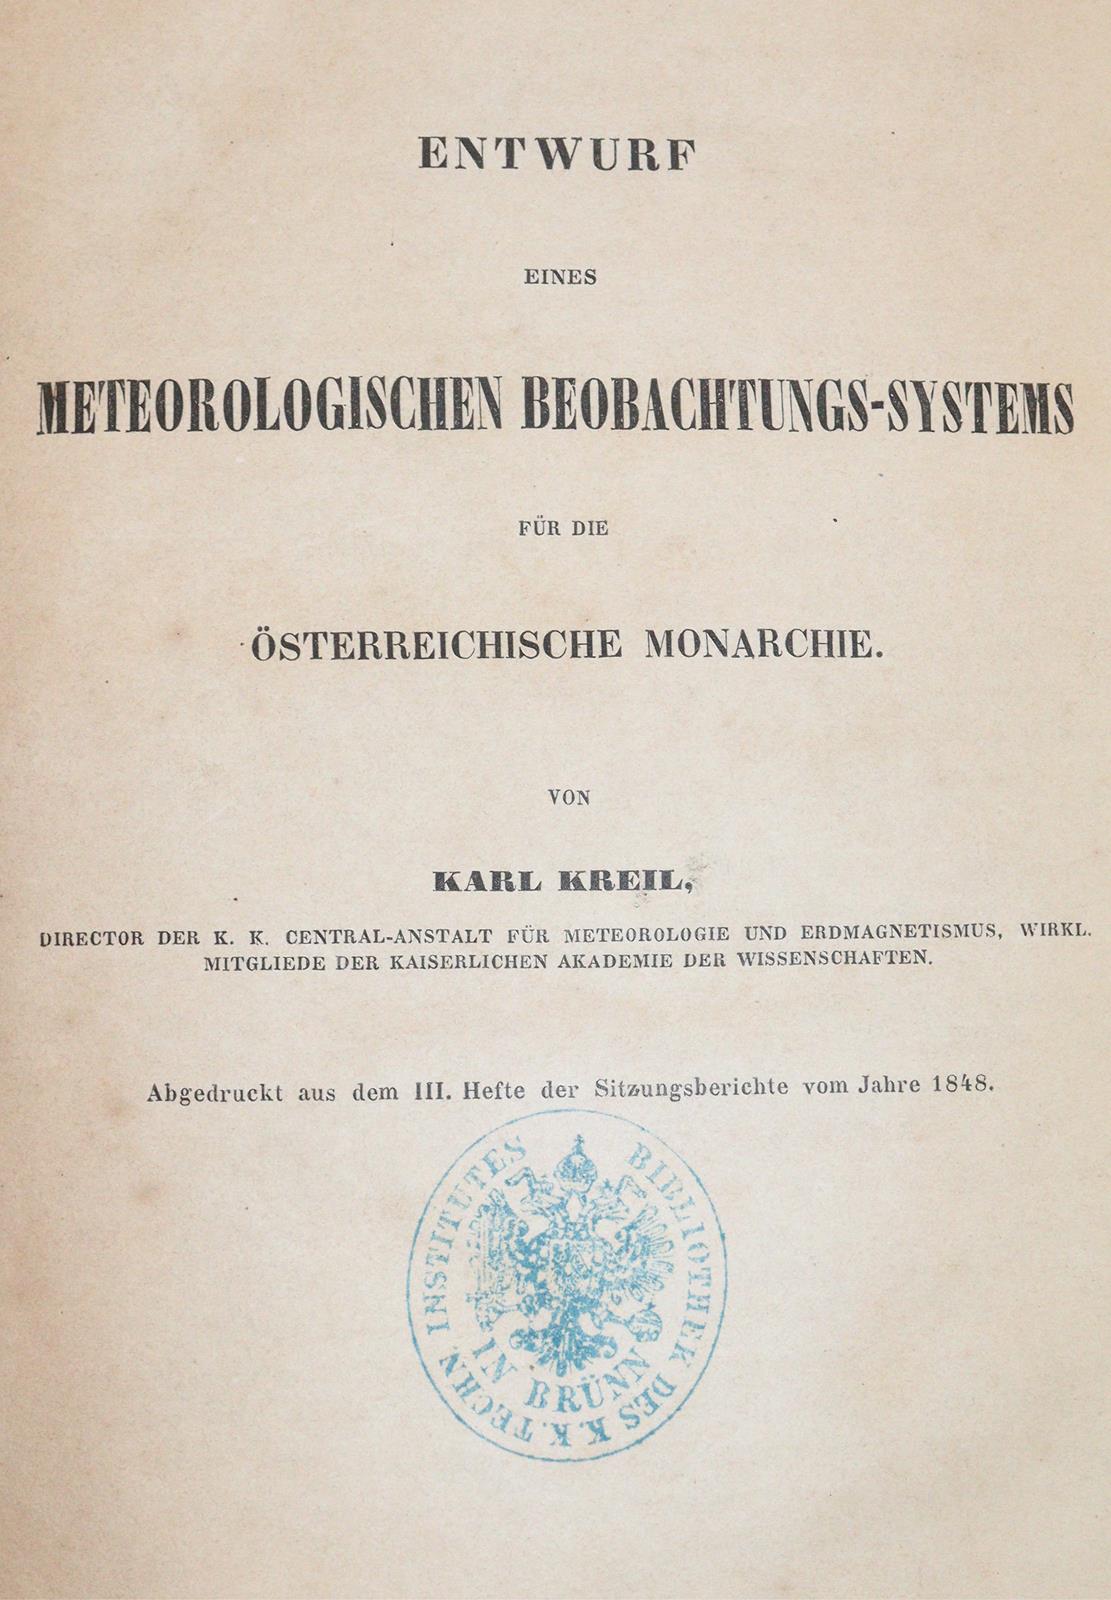 ENTWURF
EINES
METEOROLOGISCHEN BEOBACHTUNGS-SYSTEMS
FÜR DIE
ÖSTERREICHISCHE MONARCHIE.
VON
KARL KREIL,
DIRECTOR DER K. K. CENTRAL-ANSTALT FÜR METEOROLOGIE UND ERDMAGNETISMUS, WIRKL.
MITGLIEDE DER KAISERLICHEN AKADEMIE DER WISSENSCHAFTEN.
Abgedruckt aus dem III. Hefte der Sitzungsberichte vom Jahre 1848.
BIBLIOTHEK DES K.K. TECHN INSTITUTES
IN BRÜNN